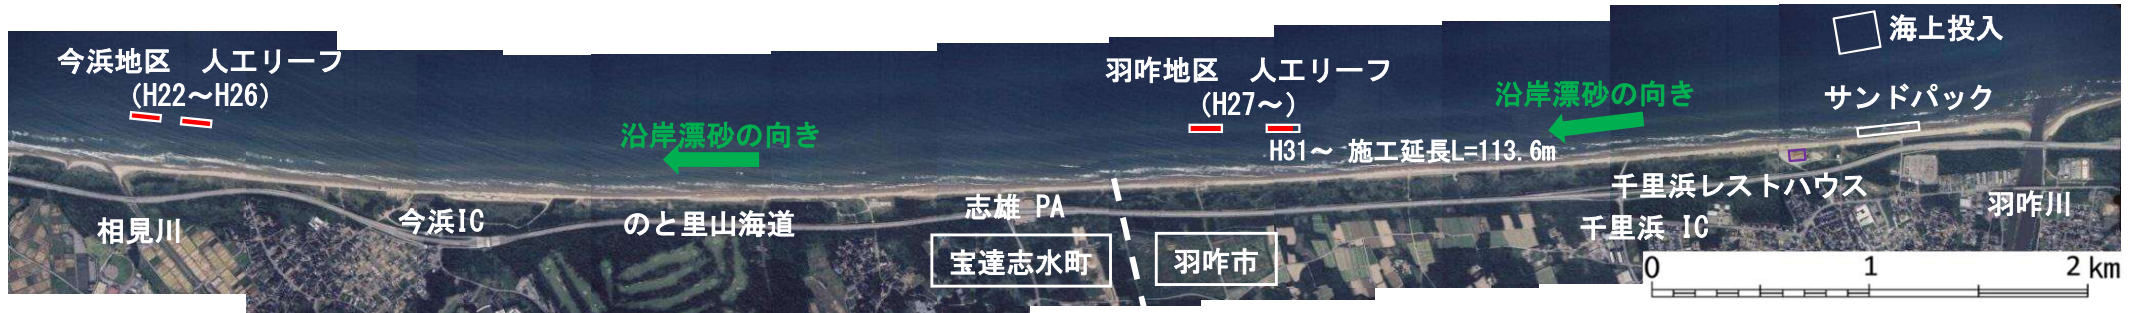 今浜地区 人工リーフ
(H22～H26)
沿岸漂砂の向き
羽咋地区 人工リーフ
(H27～)
H31～ 施工延長L=113.6m
沿岸漂砂の向き
海上投入
サンドパック
千里浜レストハウス
千里浜 IC
羽咋川
相見川
今浜IC
のと里山海道
志雄 PA
宝達志水町
羽咋市
0 1 2 km